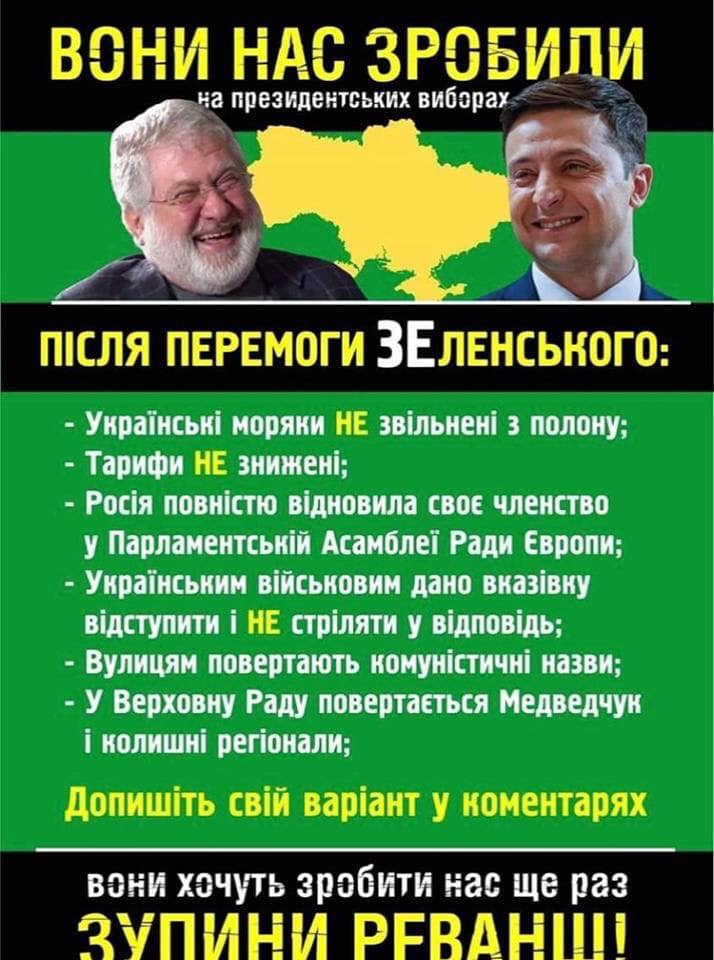 ВОНИ НАС ЗРОБИЛИ
на президентських виборах
ПІСЛЯ ПЕРЕМОГИ ЗЕЛЕНСЬКОГО:
- Українські моряки НЕ звільнені з полону;
- Тарифи НЕ знижені;
- Росія повністю відновила своє членство
у Парламентській Асамблеї Ради Європи;
- Українським військовим дано вказівку
відступити і НЕ стріляти у відповідь;
- Вулицям повертають комуністичні назви;
- У Верховну Раду повертається Медведчук
і колишні регіонали;
Допишіть свій варіант у коментарях
вони хочуть зробити нас ще раз
ЗУПИНИ РЕВАНШ!